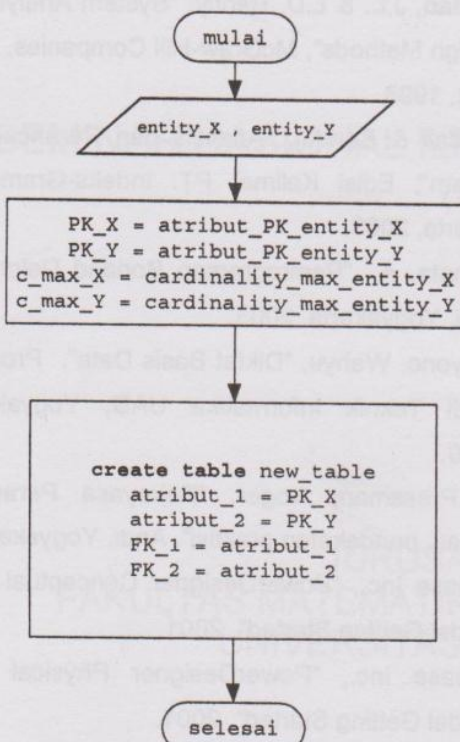 mulai
entity_X , entity_Y
PK_X = atribut_PK_entity_X
PK_Y = atribut_PK_entity_Y
c_max_X = cardinality_max_entity_X
c_max_Y = cardinality_max_entity_Y
create table new_table
atribut_1 = PK_X
atribut_2 = PK_Y
FK_1 = atribut_1
FK_2 = atribut_2
selesai